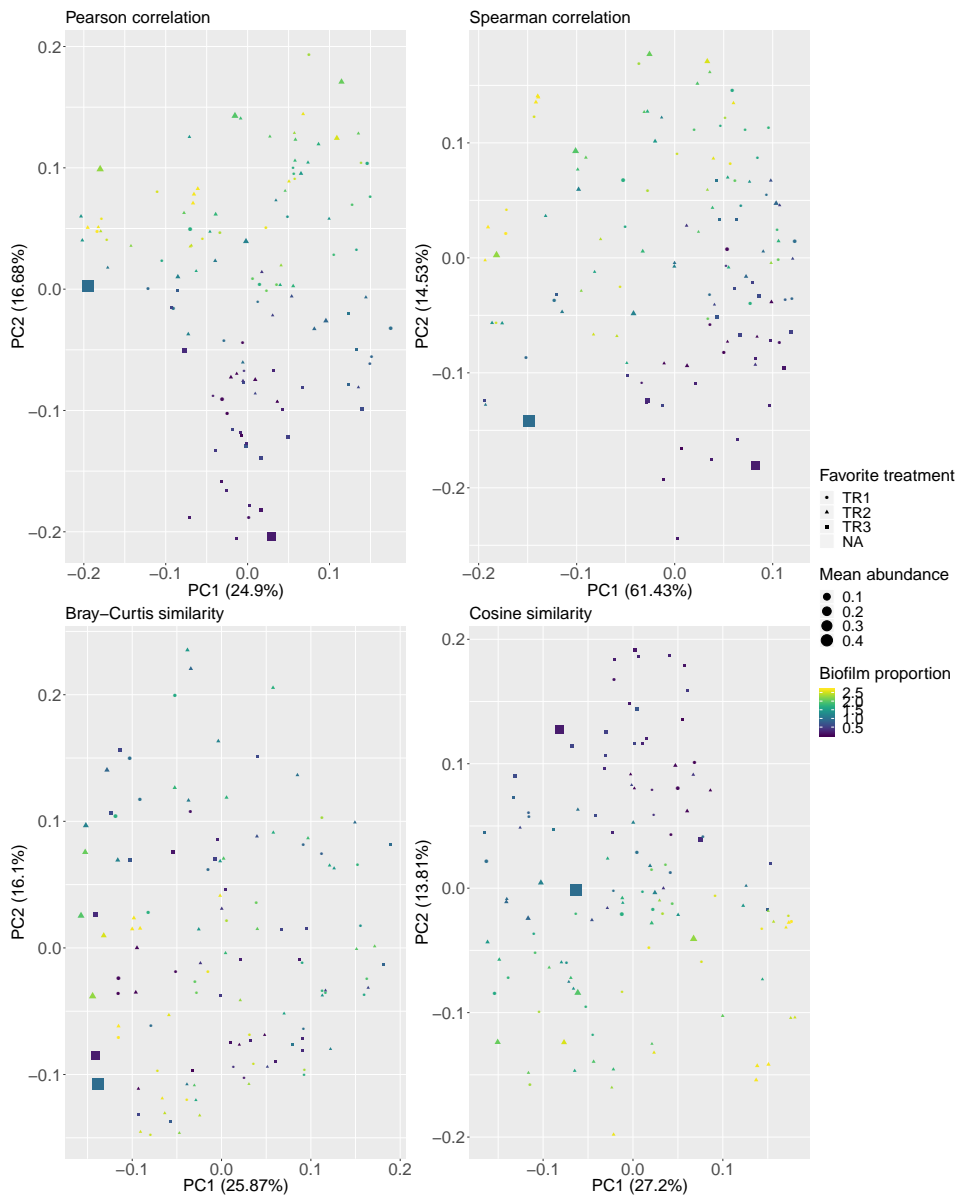 Pearson correlation
0.2
0.1
0.0
−0.1
−0.2
PC2 (16.68%)
−0.2
−0.1
0.0
0.1
PC1 (24.9%)
Spearman correlation
0.1
0.0
−0.1
−0.2
PC2 (14.53%)
−0.2
−0.1
0.0
0.1
PC1 (61.43%)
Bray−Curtis similarity
0.2
0.1
0.0
−0.1
PC2 (16.1%)
−0.1
0.0
0.1
0.2
PC1 (25.87%)
Cosine similarity
0.2
0.1
0.0
−0.1
−0.2
PC2 (13.81%)
−0.1
0.0
0.1
PC1 (27.2%)
Favorite treatment
TR1
TR2
TR3
NA
Mean abundance
0.1
0.2
0.3
0.4
Biofilm proportion
2.5
2.0
1.5
1.0
0.5